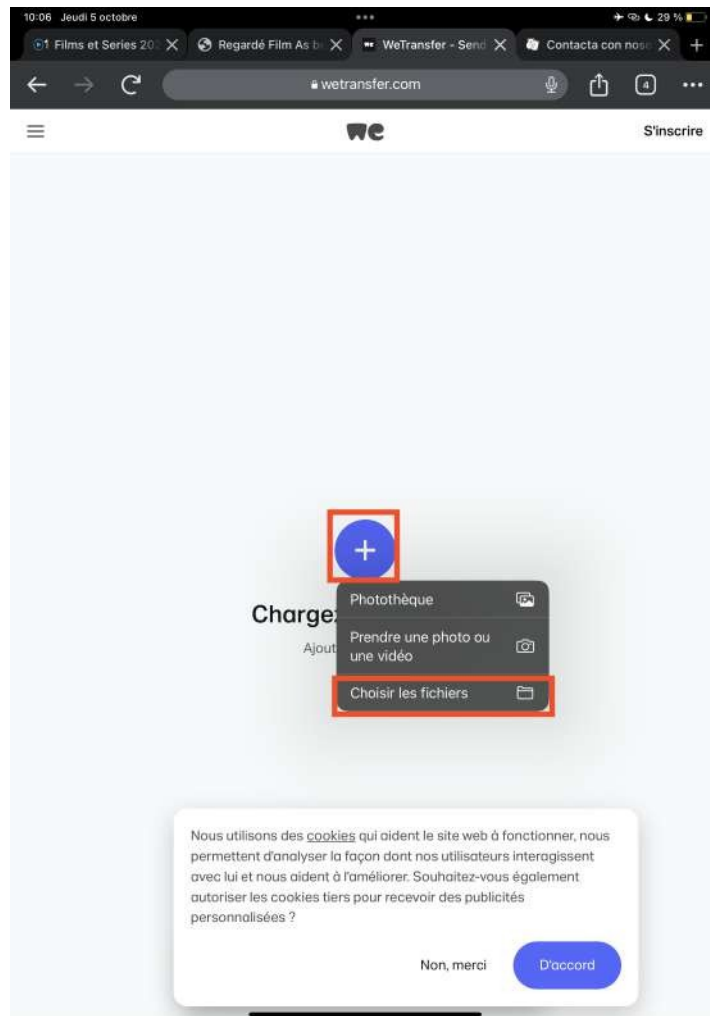 10:06 Jeudi 5 octobre
29 %
Films et Series 202
Regardé Film As b
WeTransfer - Send
Contacta con noso
wetransfer.com
4
we
S'inscrire
Chargez
Ajout
Photothèque
Prendre une photo ou
une vidéo
Choisir les fichiers
Nous utilisons des cookies qui aident le site web à fonctionner, nous
permettent d'analyser la façon dont nos utilisateurs interagissent
avec lui et nous aident à l'améliorer. Souhaitez-vous également
autoriser les cookies tiers pour recevoir des publicités
personnalisées ?
Non, merci
D'accord